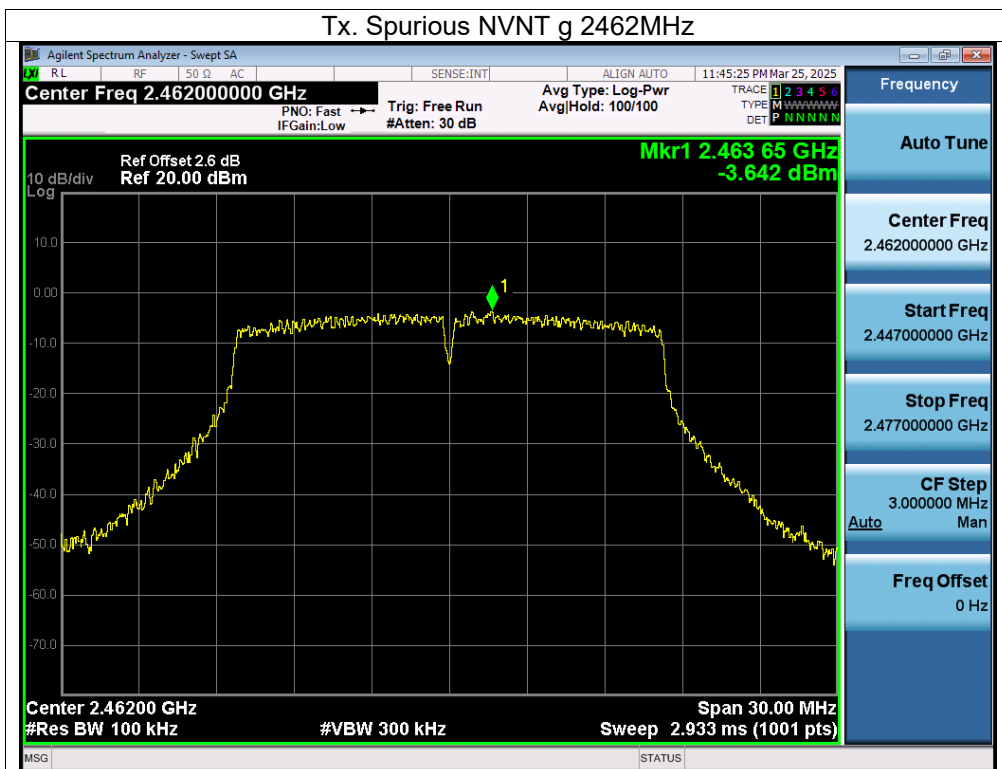 Tx. Spurious NVNT g 2462MHz
Agilent Spectrum Analyzer - Swept SA
LXI RL RF 50 Ω AC SENSE:INT ALIGN AUTO 11:45:25 PM Mar 25, 2025
Center Freq 2.462000000 GHz
PNO: Fast
IFGain:Low
Trig: Free Run
#Atten: 30 dB
Avg Type: Log-Pwr
Avg|Hold: 100/100
TRACE 1 2 3 4 5 6
TYPE M WWWWW
DET P N N N N N
Mkr1 2.463 65 GHz
-3.642 dBm
Ref Offset 2.6 dB
10 dB/div Ref 20.00 dBm
Log
10.0
0.00
-10.0
-20.0
-30.0
-40.0
-50.0
-60.0
-70.0
1
Center 2.46200 GHz Span 30.00 MHz
#Res BW 100 kHz #VBW 300 kHz Sweep 2.933 ms (1001 pts)
MSG STATUS
Frequency
Auto Tune
Center Freq
2.462000000 GHz
Start Freq
2.447000000 GHz
Stop Freq
2.477000000 GHz
CF Step
3.000000 MHz
Auto Man
Freq Offset
0 Hz